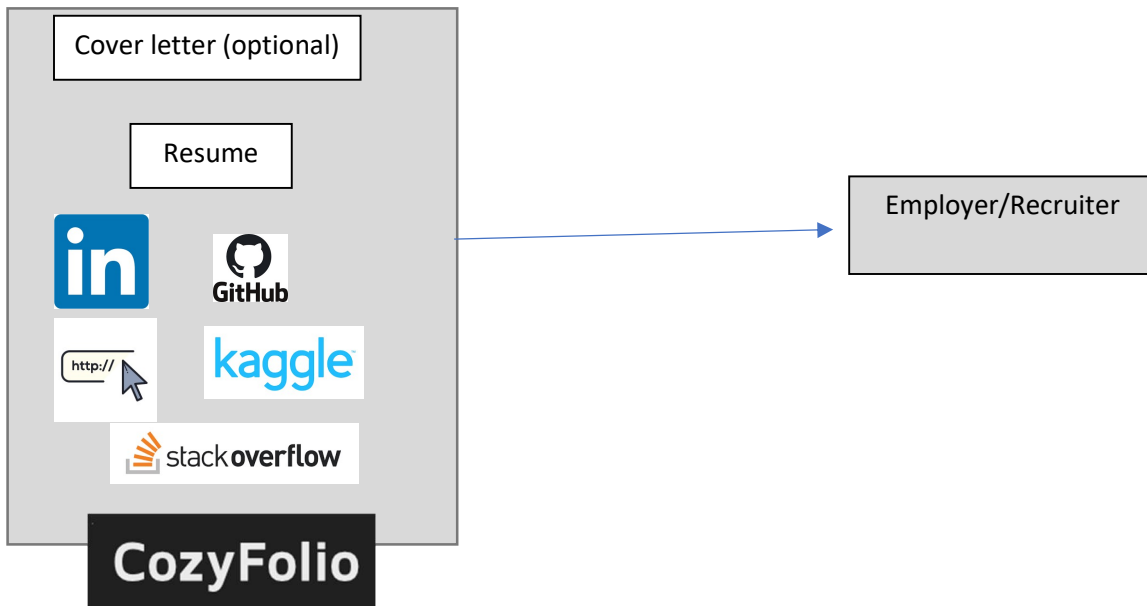 Cover letter (optional)
Resume
Employer/Recruiter
in
GitHub
http://
kaggle
stackoverflow
CozyFolio